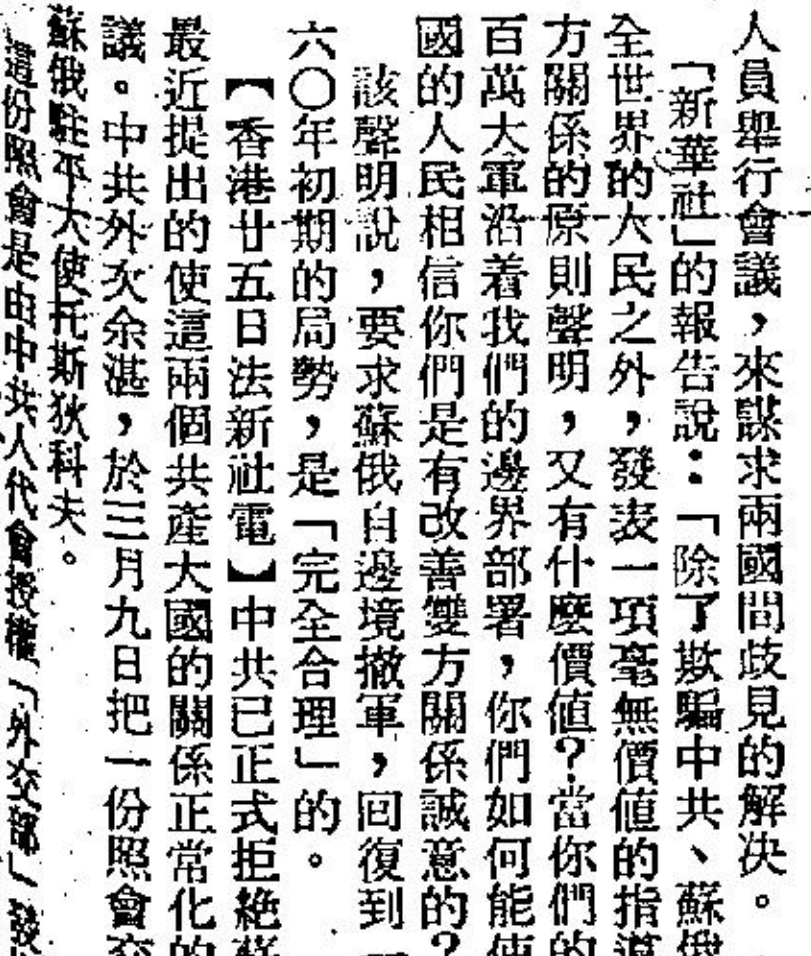 人員舉行會議，來謀求兩國間歧見的解決。
「新華社」的報告說：「除了欺騙中共、蘇俄
全世界的人民之外，發表一項毫無價值的指導
方關係的原則聲明，又有什麼價值？當你們的
百萬大軍沿着我們的邊界部署，你們如何能使
國的人民相信你們是有改善雙方關係誠意的？
該聲明說，要求蘇俄自邊境撤軍，回復到
六〇年初期的局勢，是「完全合理」的。
【香港廿五日法新社電】中共已正式拒絕蘇
最近提出的使這兩個共產大國的關係正常化的
議。中共外次余湛，於三月九日把一份照會交
蘇俄駐平大使托斯狄科夫。
這份照會是由中共人代會授權「外交部」發